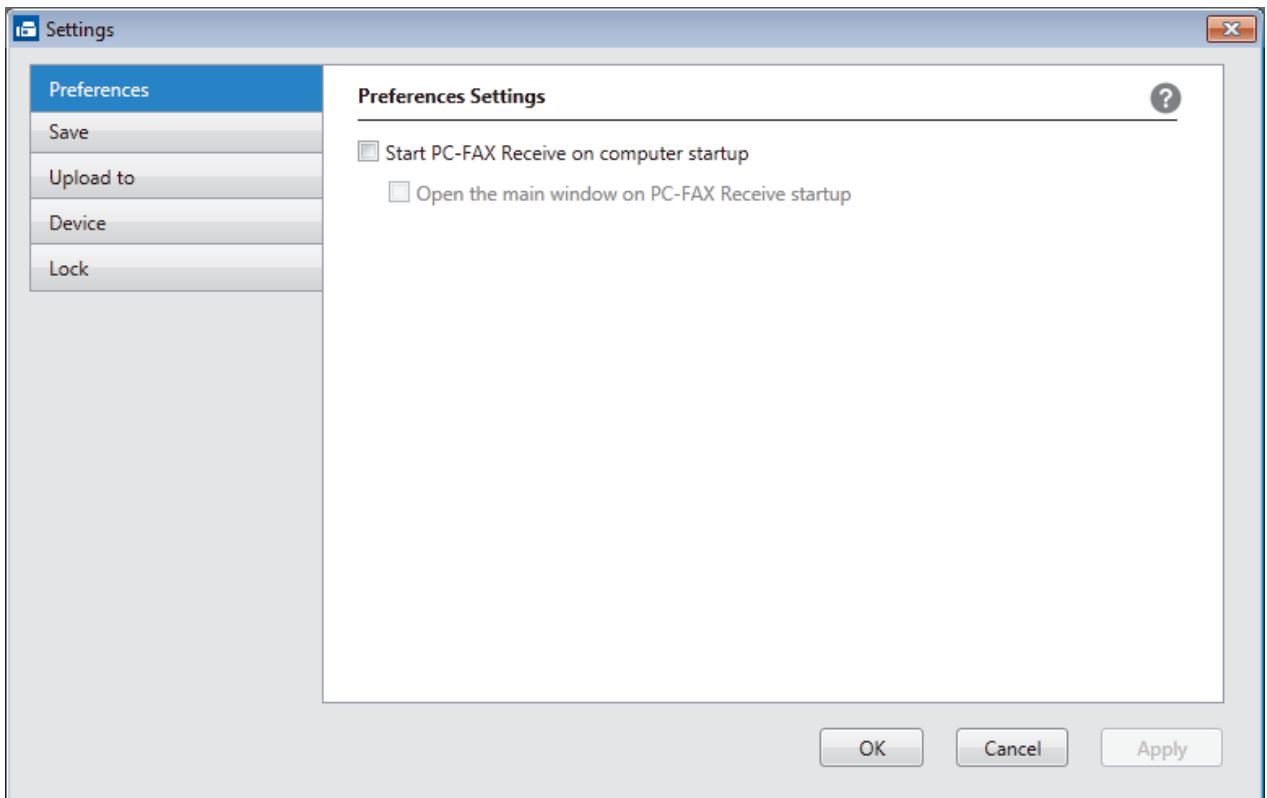 Settings
Preferences
Save
Upload to
Device
Lock
Preferences Settings
?
Start PC-FAX Receive on computer startup
Open the main window on PC-FAX Receive startup
OK
Cancel
Apply